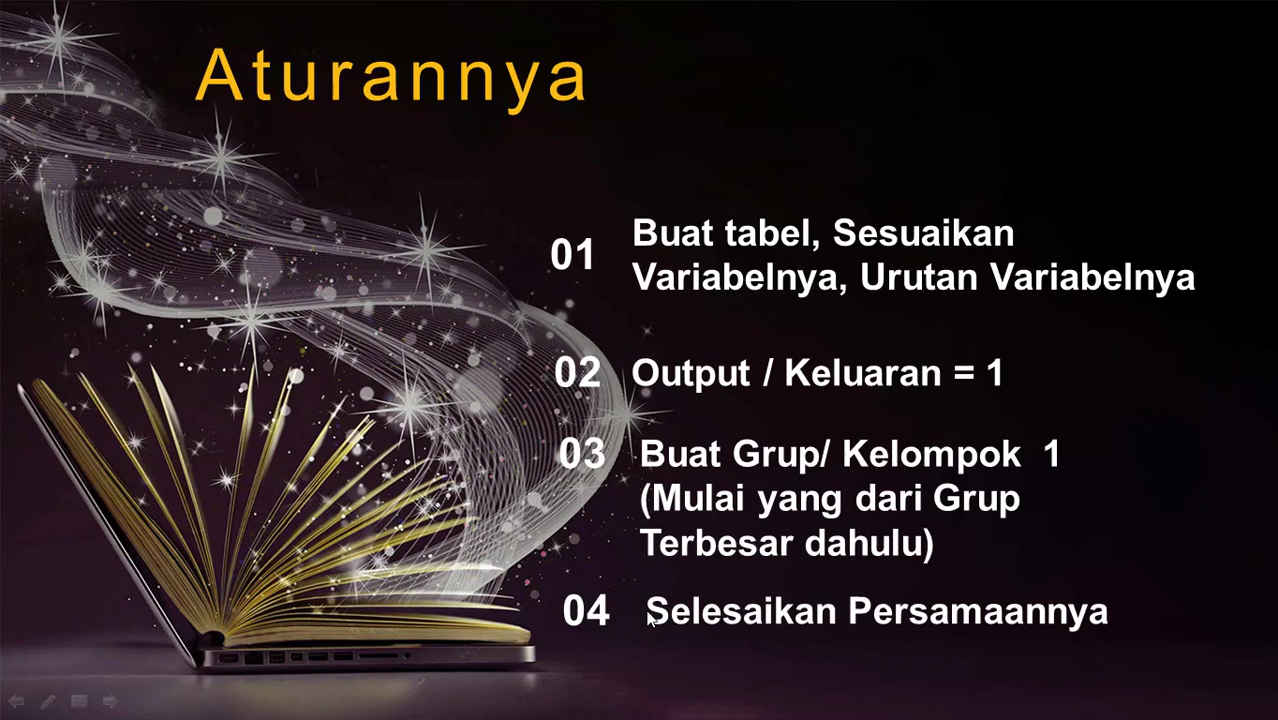 Aturannya
01 Buat tabel, Sesuaikan
Variabelnya, Urutan Variabelnya
02 Output / Keluaran = 1
03 Buat Grup/ Kelompok 1
(Mulai yang dari Grup
Terbesar dahulu)
04 Selesaikan Persamaannya